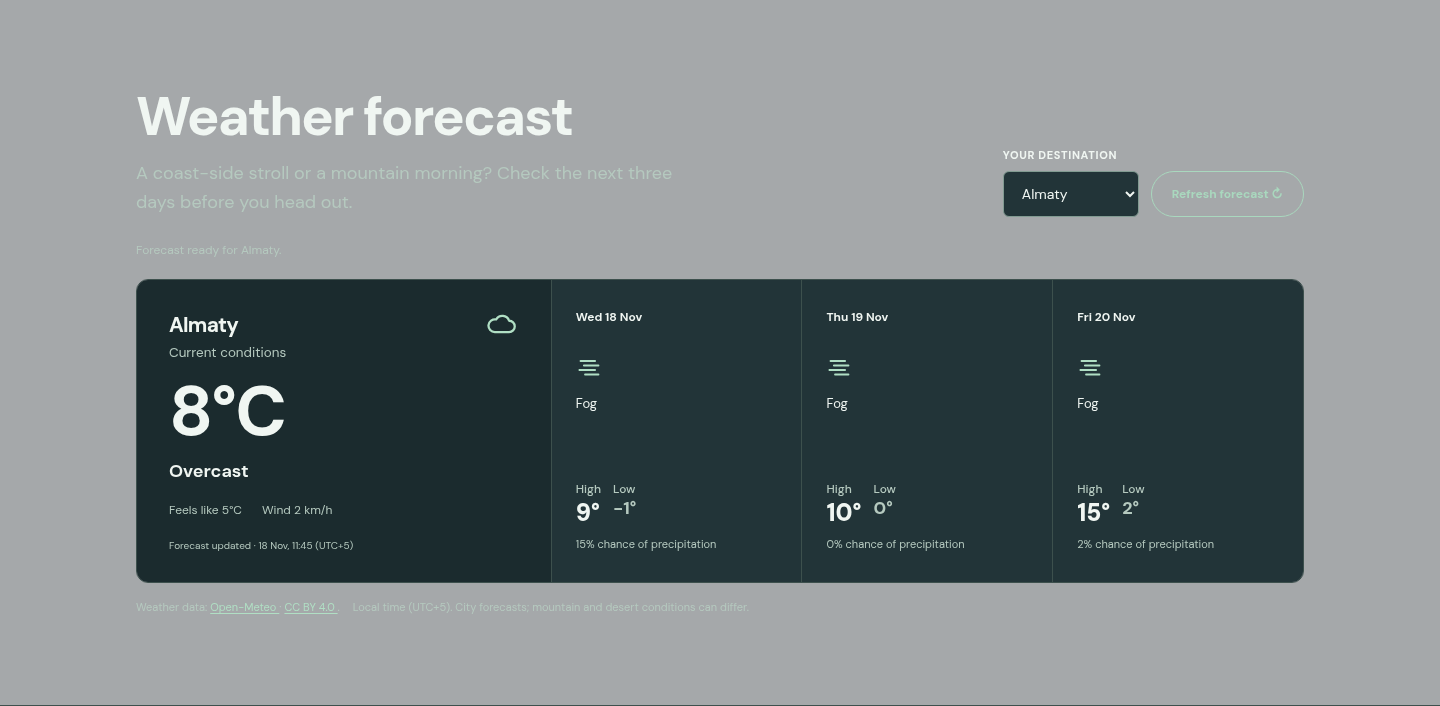 Weather forecast
A coast-side stroll or a mountain morning? Check the next three
days before you head out.
YOUR DESTINATION
Almaty
Refresh forecast ↻
Forecast ready for Almaty.
Almaty
Current conditions
8°C
Overcast
Feels like 5°C Wind 2 km/h
Forecast updated · 18 Nov, 11:45 (UTC+5)
Wed 18 Nov
Fog
High Low
9° −1°
15% chance of precipitation
Thu 19 Nov
Fog
High Low
10° 0°
0% chance of precipitation
Fri 20 Nov
Fog
High Low
15° 2°
2% chance of precipitation
Weather data: Open-Meteo · CC BY 4.0 . Local time (UTC+5). City forecasts; mountain and desert conditions can differ.